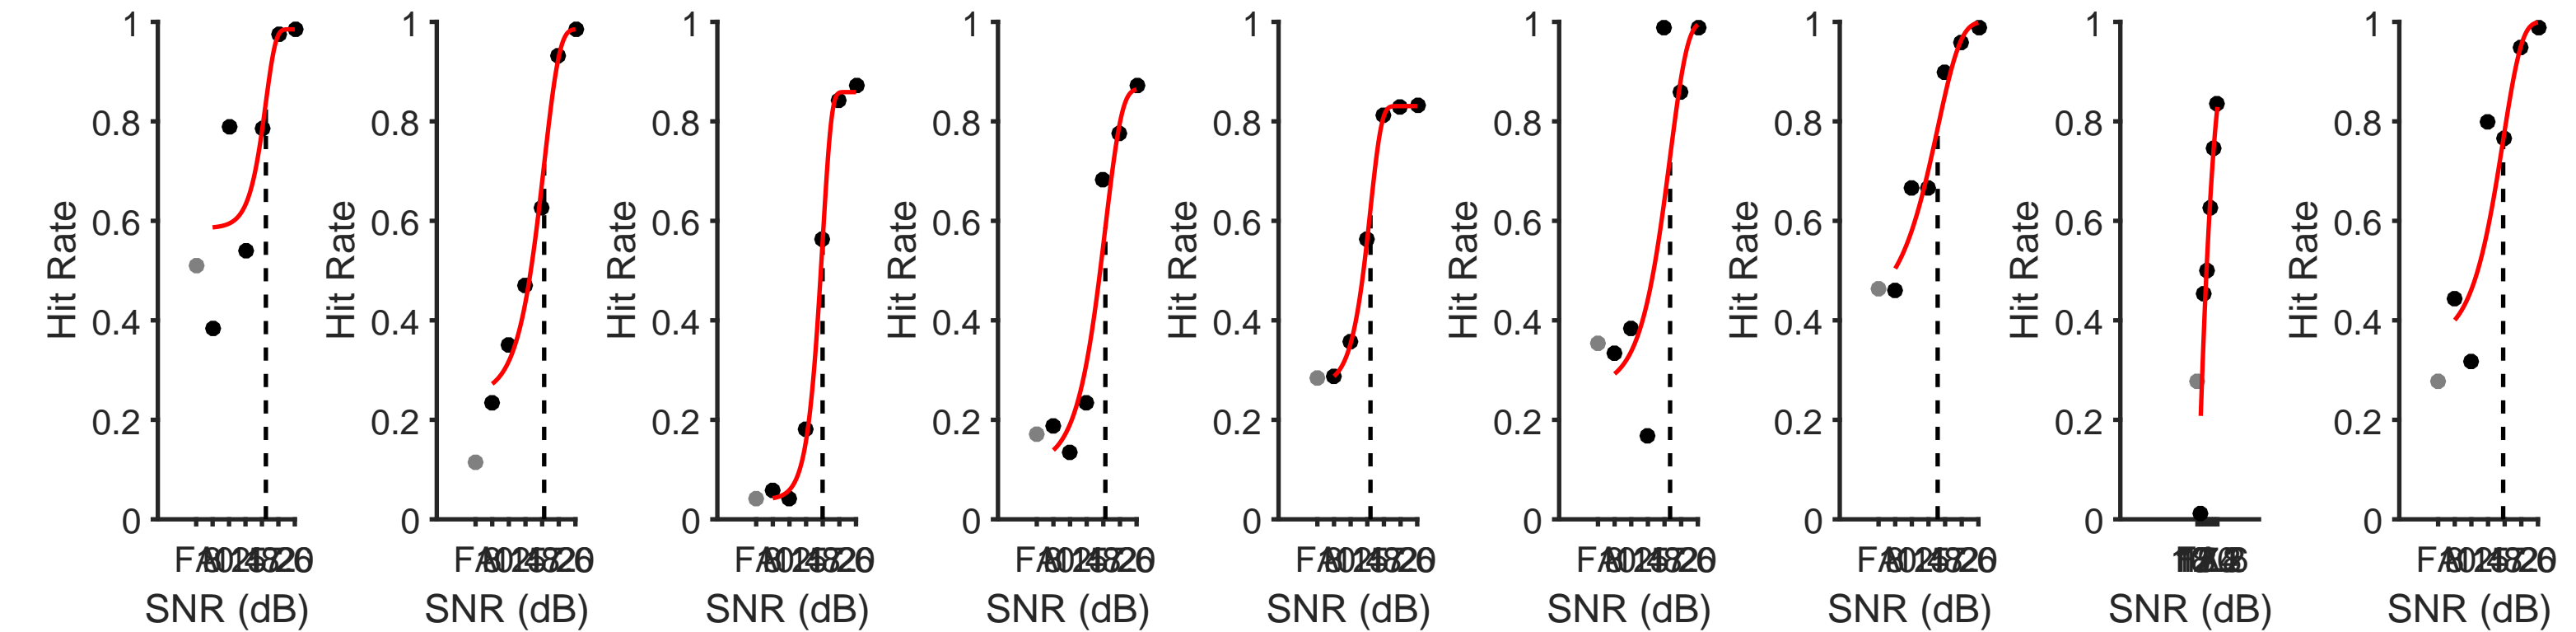 1 1 1 1 1 1 1 1 1
0.8 0.8 0.8 0.8 0.8 0.8 0.8 0.8 0.8
0.6 0.6 0.6 0.6 0.6 0.6 0.6 0.6 0.6
0.4 0.4 0.4 0.4 0.4 0.4 0.4 0.4 0.4
0.2 0.2 0.2 0.2 0.2 0.2 0.2 0.2 0.2
0 0 0 0 0 0 0 0 0
Hit Rate Hit Rate Hit Rate Hit Rate Hit Rate Hit Rate Hit Rate Hit Rate Hit Rate
SNR (dB) SNR (dB) SNR (dB) SNR (dB) SNR (dB) SNR (dB) SNR (dB) SNR (dB) SNR (dB)